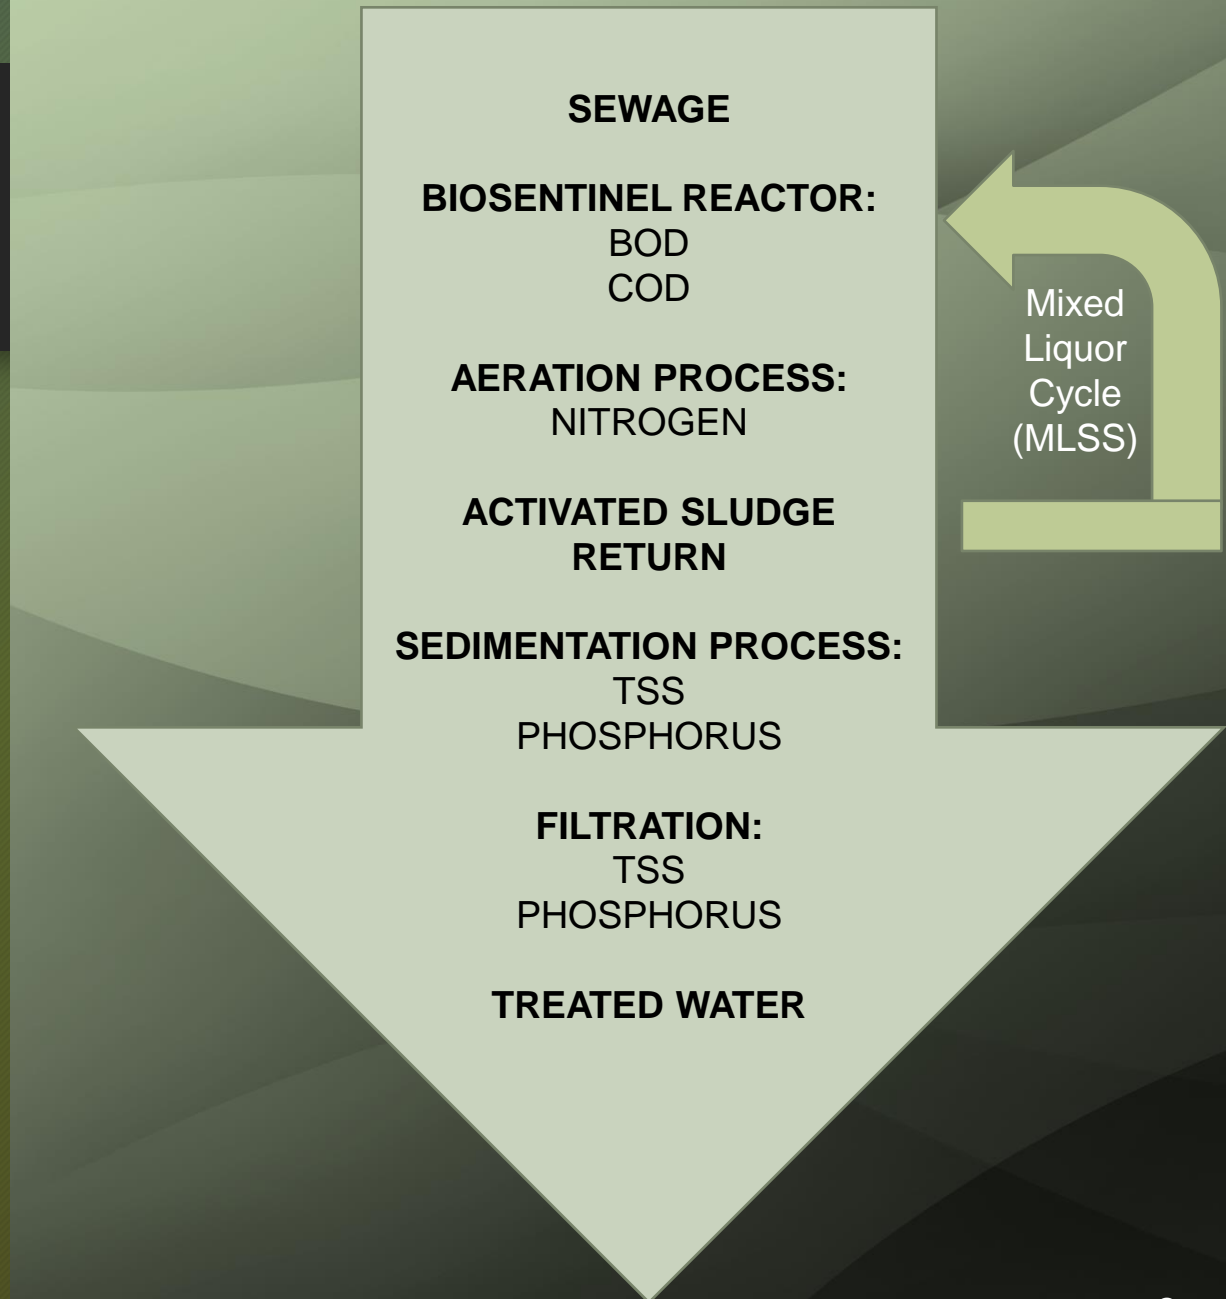 SEWAGE
BIOSENTINEL REACTOR:
BOD
COD
AERATION PROCESS:
NITROGEN
ACTIVATED SLUDGE
RETURN
SEDIMENTATION PROCESS:
TSS
PHOSPHORUS
FILTRATION:
TSS
PHOSPHORUS
TREATED WATER
Mixed
Liquor
Cycle
(MLSS)